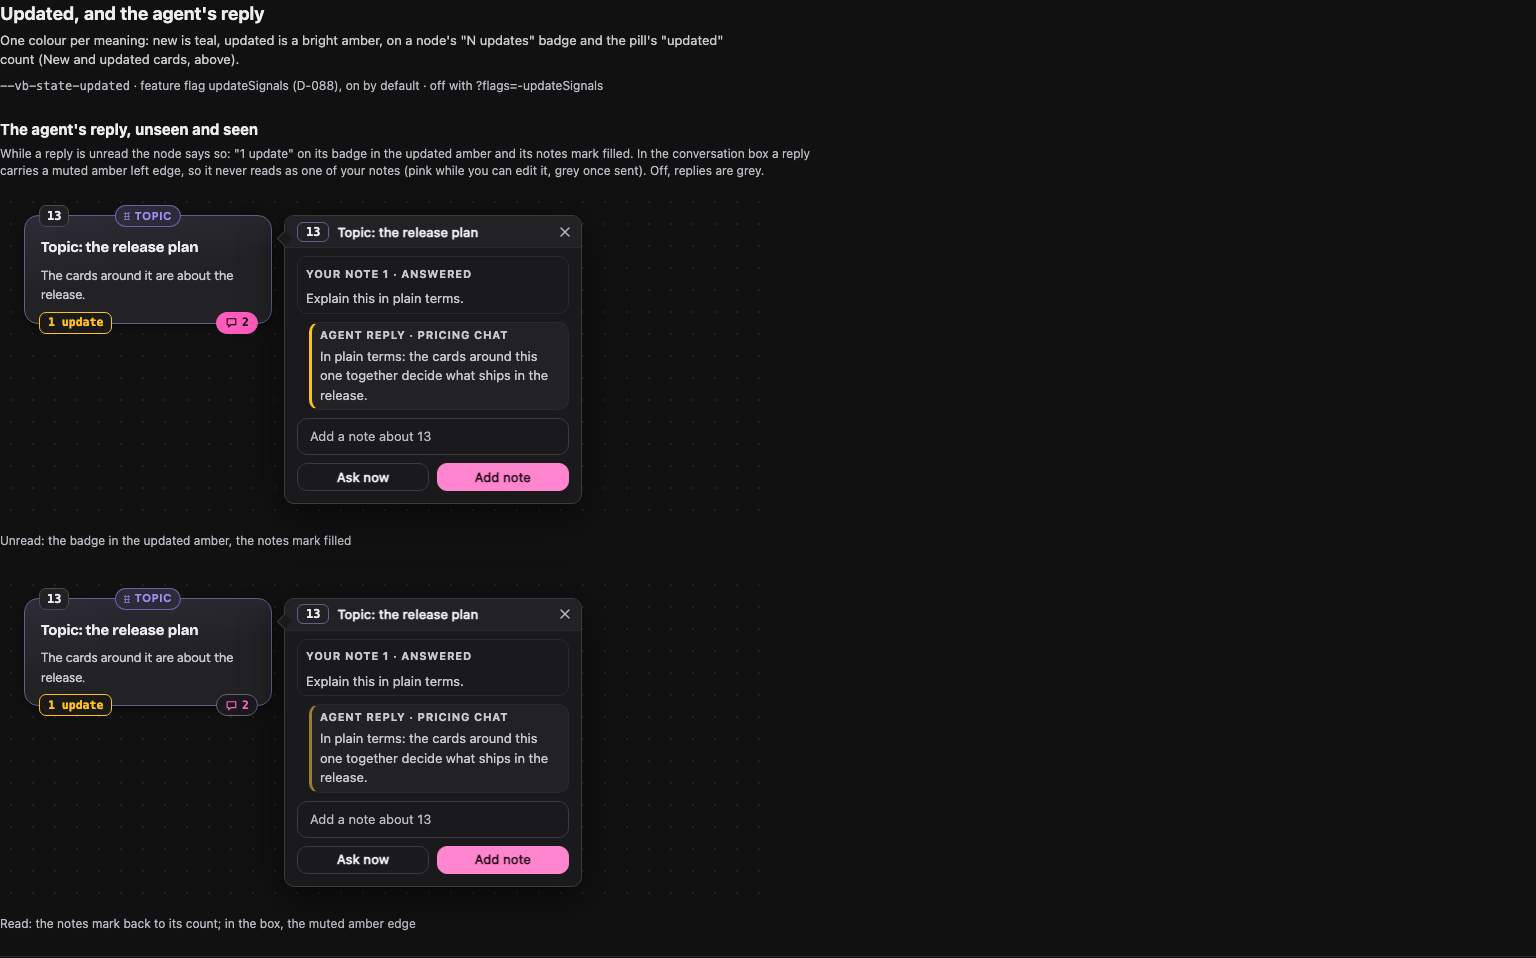 Updated, and the agent's reply
One colour per meaning: new is teal, updated is a bright amber, on a node's "N updates" badge and the pill's "updated"
count (New and updated cards, above).
--vb-state-updated · feature flag updateSignals (D-088), on by default · off with ?flags=-updateSignals
The agent's reply, unseen and seen
While a reply is unread the node says so: "1 update" on its badge in the updated amber and its notes mark filled. In the conversation box a reply
carries a muted amber left edge, so it never reads as one of your notes (pink while you can edit it, grey once sent). Off, replies are grey.
13
TOPIC
Topic: the release plan
The cards around it are about the
release.
1 update
2
13
Topic: the release plan
YOUR NOTE 1 · ANSWERED
Explain this in plain terms.
AGENT REPLY · PRICING CHAT
In plain terms: the cards around this
one together decide what ships in the
release.
Add a note about 13
Ask now
Add note
Unread: the badge in the updated amber, the notes mark filled
13
TOPIC
Topic: the release plan
The cards around it are about the
release.
1 update
2
13
Topic: the release plan
YOUR NOTE 1 · ANSWERED
Explain this in plain terms.
AGENT REPLY · PRICING CHAT
In plain terms: the cards around this
one together decide what ships in the
release.
Add a note about 13
Ask now
Add note
Read: the notes mark back to its count; in the box, the muted amber edge